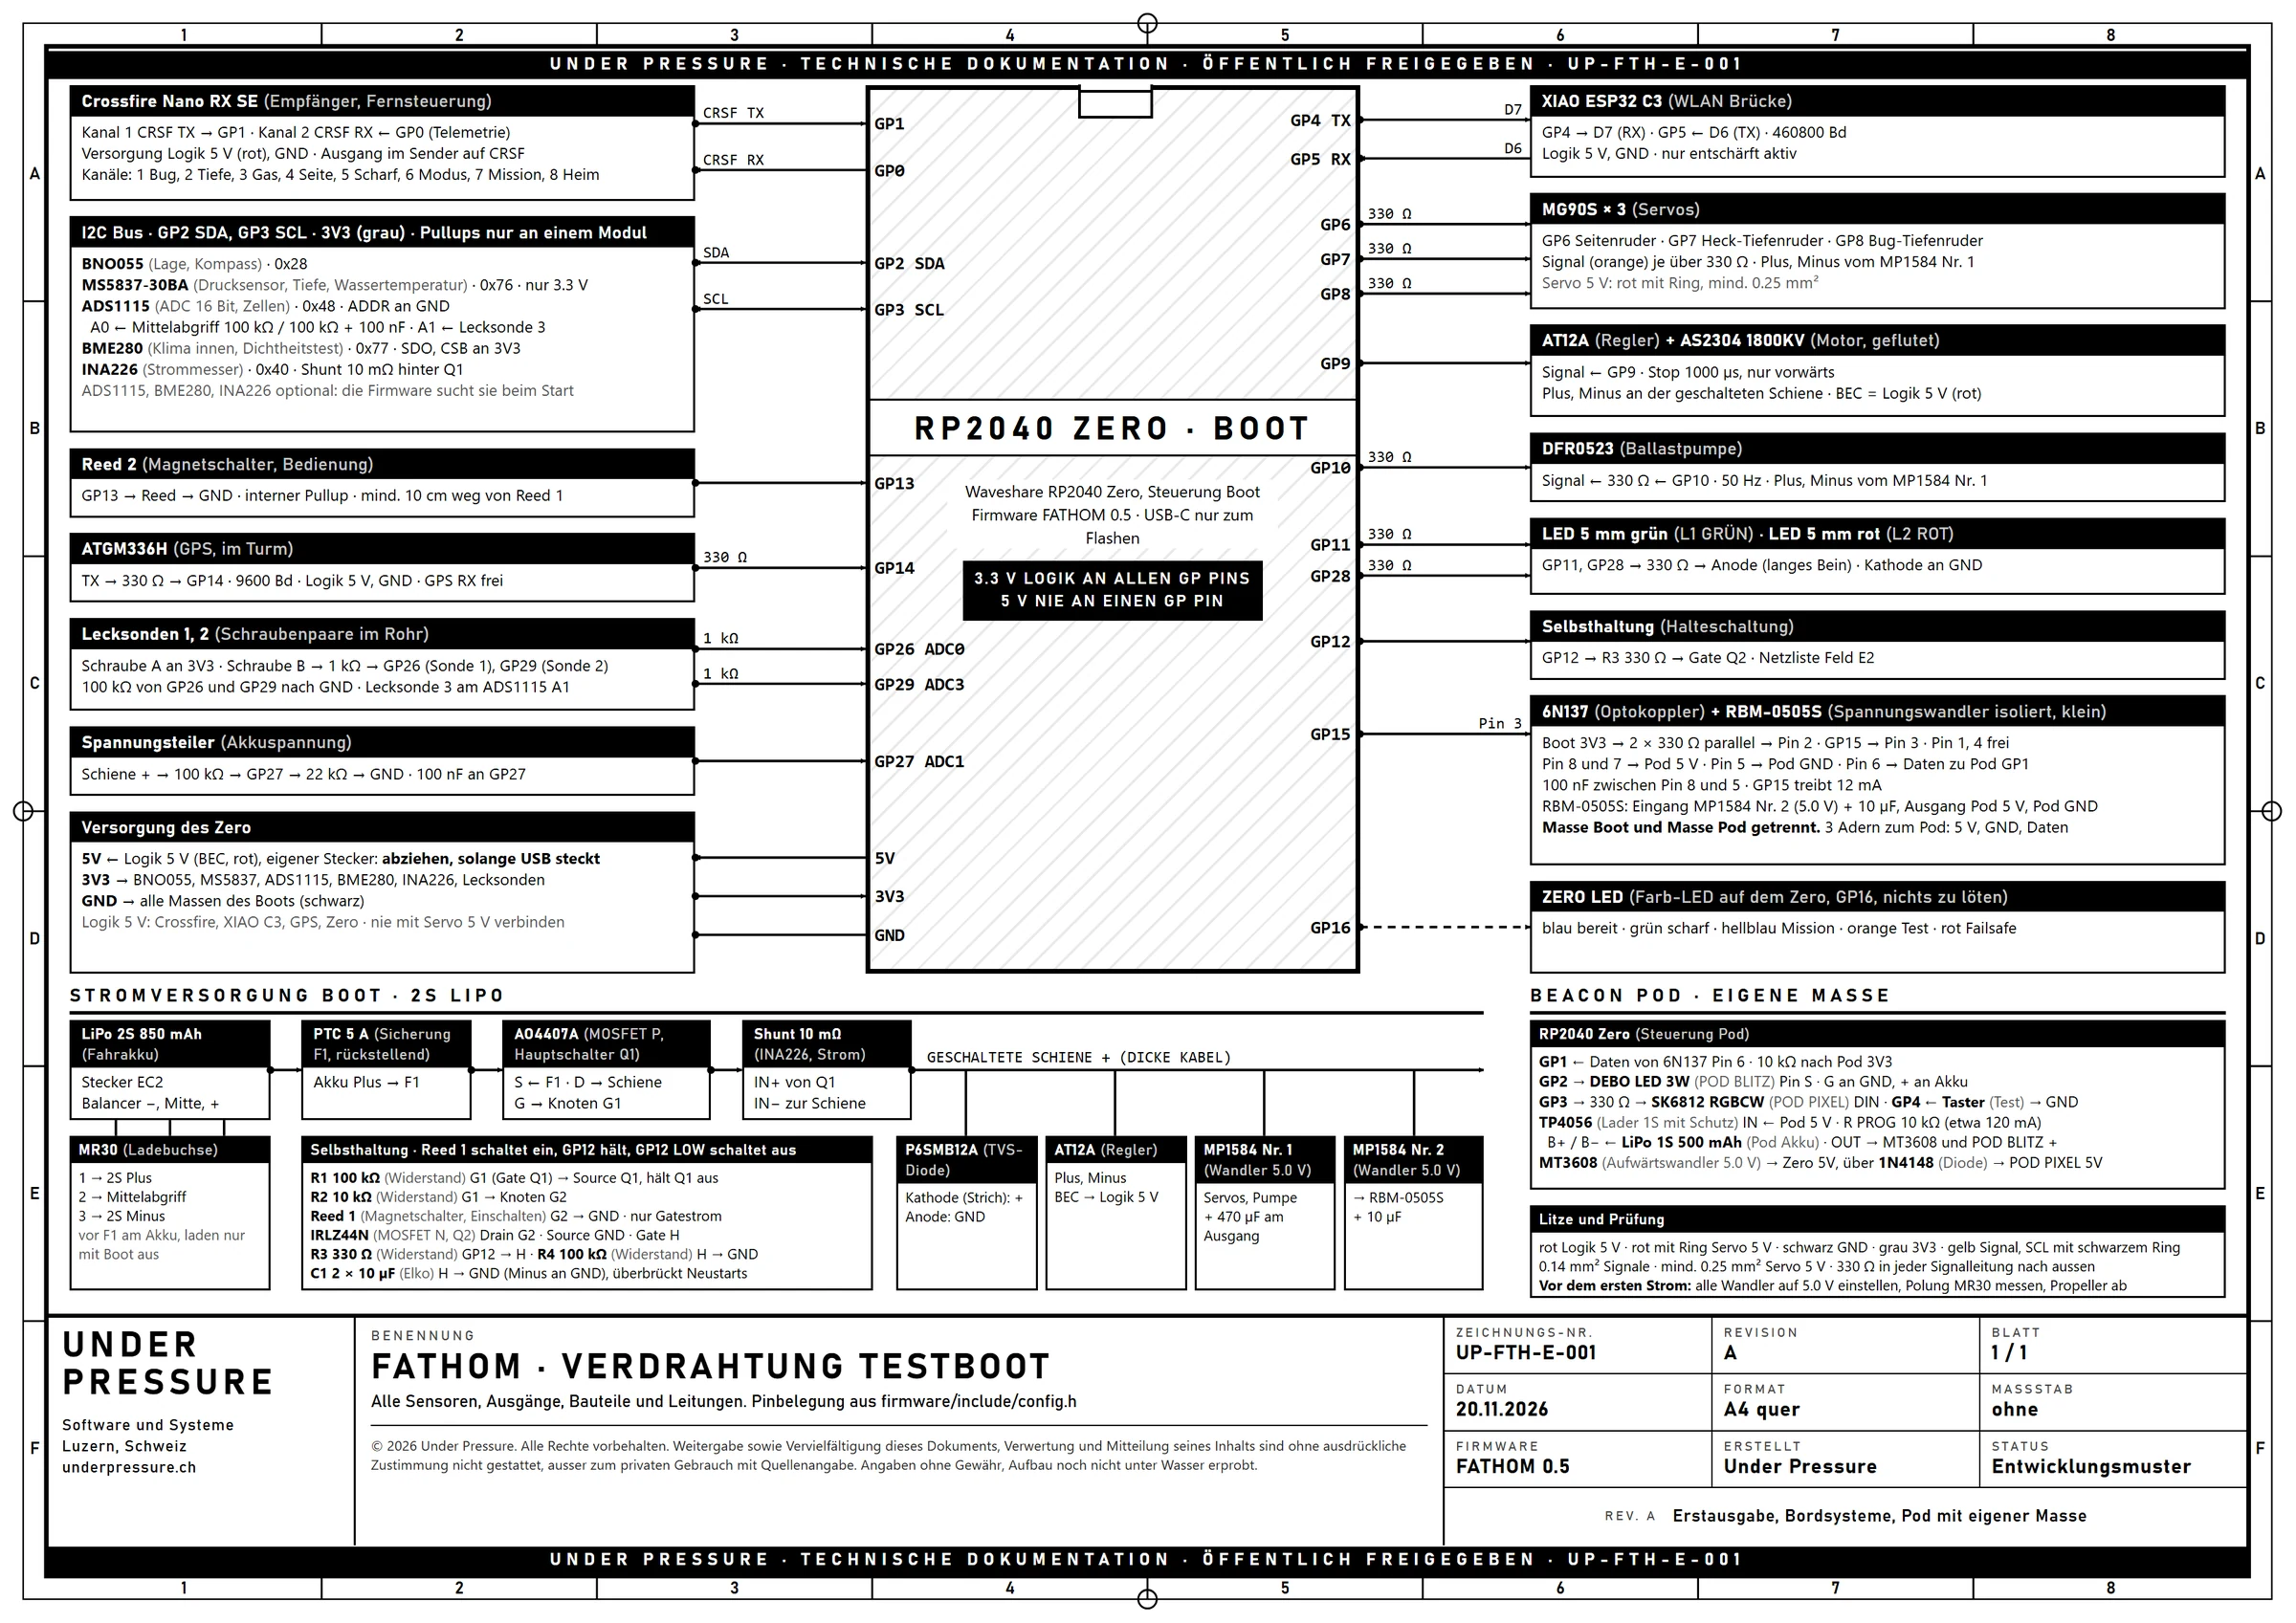 1 2 3 4 5 6 7 8
UNDER PRESSURE · TECHNISCHE DOKUMENTATION · ÖFFENTLICH FREIGEGEBEN · UP-FTH-E-001
A
B
C
D
E
F
Crossfire Nano RX SE (Empfänger, Fernsteuerung)
Kanal 1 CRSF TX → GP1 · Kanal 2 CRSF RX ← GP0 (Telemetrie)
Versorgung Logik 5 V (rot), GND · Ausgang im Sender auf CRSF
Kanäle: 1 Bug, 2 Tiefe, 3 Gas, 4 Seite, 5 Scharf, 6 Modus, 7 Mission, 8 Heim
I2C Bus · GP2 SDA, GP3 SCL · 3V3 (grau) · Pullups nur an einem Modul
BNO055 (Lage, Kompass) · 0x28
MS5837-30BA (Drucksensor, Tiefe, Wassertemperatur) · 0x76 · nur 3.3 V
ADS1115 (ADC 16 Bit, Zellen) · 0x48 · ADDR an GND
A0 ← Mittelabgriff 100 kΩ / 100 kΩ + 100 nF · A1 ← Lecksonde 3
BME280 (Klima innen, Dichtheitstest) · 0x77 · SDO, CSB an 3V3
INA226 (Strommesser) · 0x40 · Shunt 10 mΩ hinter Q1
ADS1115, BME280, INA226 optional: die Firmware sucht sie beim Start
Reed 2 (Magnetschalter, Bedienung)
GP13 → Reed → GND · interner Pullup · mind. 10 cm weg von Reed 1
ATGM336H (GPS, im Turm)
TX → 330 Ω → GP14 · 9600 Bd · Logik 5 V, GND · GPS RX frei
Lecksonden 1, 2 (Schraubenpaare im Rohr)
Schraube A an 3V3 · Schraube B → 1 kΩ → GP26 (Sonde 1), GP29 (Sonde 2)
100 kΩ von GP26 und GP29 nach GND · Lecksonde 3 am ADS1115 A1
Spannungsteiler (Akkuspannung)
Schiene + → 100 kΩ → GP27 → 22 kΩ → GND · 100 nF an GP27
Versorgung des Zero
5V ← Logik 5 V (BEC, rot), eigener Stecker: abziehen, solange USB steckt
3V3 → BNO055, MS5837, ADS1115, BME280, INA226, Lecksonden
GND → alle Massen des Boots (schwarz)
Logik 5 V: Crossfire, XIAO C3, GPS, Zero · nie mit Servo 5 V verbinden
CRSF TX
CRSF RX
SDA
SCL
330 Ω
1 kΩ
1 kΩ
GP1
GP0
GP2 SDA
GP3 SCL
GP13
GP14
GP26 ADC0
GP29 ADC3
GP27 ADC1
5V
3V3
GND
RP2040 ZERO · BOOT
Waveshare RP2040 Zero, Steuerung Boot
Firmware FATHOM 0.5 · USB-C nur zum
Flashen
3.3 V LOGIK AN ALLEN GP PINS
5 V NIE AN EINEN GP PIN
GP4 TX
GP5 RX
GP6
GP7
GP8
GP9
GP10
GP11
GP28
GP12
GP15
GP16
D7
D6
330 Ω
330 Ω
330 Ω
330 Ω
330 Ω
330 Ω
Pin 3
XIAO ESP32 C3 (WLAN Brücke)
GP4 → D7 (RX) · GP5 ← D6 (TX) · 460800 Bd
Logik 5 V, GND · nur entschärft aktiv
MG90S × 3 (Servos)
GP6 Seitenruder · GP7 Heck-Tiefenruder · GP8 Bug-Tiefenruder
Signal (orange) je über 330 Ω · Plus, Minus vom MP1584 Nr. 1
Servo 5 V: rot mit Ring, mind. 0.25 mm²
AT12A (Regler) + AS2304 1800KV (Motor, geflutet)
Signal ← GP9 · Stop 1000 µs, nur vorwärts
Plus, Minus an der geschalteten Schiene · BEC = Logik 5 V (rot)
DFR0523 (Ballastpumpe)
Signal ← 330 Ω ← GP10 · 50 Hz · Plus, Minus vom MP1584 Nr. 1
LED 5 mm grün (L1 GRÜN) · LED 5 mm rot (L2 ROT)
GP11, GP28 → 330 Ω → Anode (langes Bein) · Kathode an GND
Selbsthaltung (Halteschaltung)
GP12 → R3 330 Ω → Gate Q2 · Netzliste Feld E2
6N137 (Optokoppler) + RBM-0505S (Spannungswandler isoliert, klein)
Boot 3V3 → 2 × 330 Ω parallel → Pin 2 · GP15 → Pin 3 · Pin 1, 4 frei
Pin 8 und 7 → Pod 5 V · Pin 5 → Pod GND · Pin 6 → Daten zu Pod GP1
100 nF zwischen Pin 8 und 5 · GP15 treibt 12 mA
RBM-0505S: Eingang MP1584 Nr. 2 (5.0 V) + 10 µF, Ausgang Pod 5 V, Pod GND
Masse Boot und Masse Pod getrennt. 3 Adern zum Pod: 5 V, GND, Daten
ZERO LED (Farb-LED auf dem Zero, GP16, nichts zu löten)
blau bereit · grün scharf · hellblau Mission · orange Test · rot Failsafe
A
B
C
D
E
F
STROMVERSORGUNG BOOT · 2S LIPO
LiPo 2S 850 mAh
(Fahrakku)
Stecker EC2
Balancer −, Mitte, +
PTC 5 A (Sicherung
F1, rückstellend)
Akku Plus → F1
AO4407A (MOSFET P,
Hauptschalter Q1)
S ← F1 · D → Schiene
G → Knoten G1
Shunt 10 mΩ
(INA226, Strom)
IN+ von Q1
IN− zur Schiene
GESCHALTETE SCHIENE + (DICKE KABEL)
MR30 (Ladebuchse)
1 → 2S Plus
2 → Mittelabgriff
3 → 2S Minus
vor F1 am Akku, laden nur
mit Boot aus
Selbsthaltung · Reed 1 schaltet ein, GP12 hält, GP12 LOW schaltet aus
R1 100 kΩ (Widerstand) G1 (Gate Q1) → Source Q1, hält Q1 aus
R2 10 kΩ (Widerstand) G1 → Knoten G2
Reed 1 (Magnetschalter, Einschalten) G2 → GND · nur Gatestrom
IRLZ44N (MOSFET N, Q2) Drain G2 · Source GND · Gate H
R3 330 Ω (Widerstand) GP12 → H · R4 100 kΩ (Widerstand) H → GND
C1 2 × 10 µF (Elko) H → GND (Minus an GND), überbrückt Neustarts
P6SMB12A (TVS-
Diode)
Kathode (Strich): +
Anode: GND
AT12A (Regler)
Plus, Minus
BEC → Logik 5 V
MP1584 Nr. 1
(Wandler 5.0 V)
Servos, Pumpe
+ 470 µF am
Ausgang
MP1584 Nr. 2
(Wandler 5.0 V)
→ RBM-0505S
+ 10 µF
BEACON POD · EIGENE MASSE
RP2040 Zero (Steuerung Pod)
GP1 ← Daten von 6N137 Pin 6 · 10 kΩ nach Pod 3V3
GP2 → DEBO LED 3W (POD BLITZ) Pin S · G an GND, + an Akku
GP3 → 330 Ω → SK6812 RGBCW (POD PIXEL) DIN · GP4 ← Taster (Test) → GND
TP4056 (Lader 1S mit Schutz) IN ← Pod 5 V · R PROG 10 kΩ (etwa 120 mA)
B+ / B− ← LiPo 1S 500 mAh (Pod Akku) · OUT → MT3608 und POD BLITZ +
MT3608 (Aufwärtswandler 5.0 V) → Zero 5V, über 1N4148 (Diode) → POD PIXEL 5V
Litze und Prüfung
rot Logik 5 V · rot mit Ring Servo 5 V · schwarz GND · grau 3V3 · gelb Signal, SCL mit schwarzem Ring
0.14 mm² Signale · mind. 0.25 mm² Servo 5 V · 330 Ω in jeder Signalleitung nach aussen
Vor dem ersten Strom: alle Wandler auf 5.0 V einstellen, Polung MR30 messen, Propeller ab
UNDER
PRESSURE
Software und Systeme
Luzern, Schweiz
underpressure.ch
BENENNUNG
FATHOM · VERDRAHTUNG TESTBOOT
Alle Sensoren, Ausgänge, Bauteile und Leitungen. Pinbelegung aus firmware/include/config.h
© 2026 Under Pressure. Alle Rechte vorbehalten. Weitergabe sowie Vervielfältigung dieses Dokuments, Verwertung und Mitteilung seines Inhalts sind ohne ausdrückliche
Zustimmung nicht gestattet, ausser zum privaten Gebrauch mit Quellenangabe. Angaben ohne Gewähr, Aufbau noch nicht unter Wasser erprobt.
ZEICHNUNGS-NR.
UP-FTH-E-001
REVISION
A
BLATT
1 / 1
DATUM
20.11.2026
FORMAT
A4 quer
MASSSTAB
ohne
FIRMWARE
FATHOM 0.5
ERSTELLT
Under Pressure
STATUS
Entwicklungsmuster
REV. A Erstausgabe, Bordsysteme, Pod mit eigener Masse
UNDER PRESSURE · TECHNISCHE DOKUMENTATION · ÖFFENTLICH FREIGEGEBEN · UP-FTH-E-001
1 2 3 4 5 6 7 8